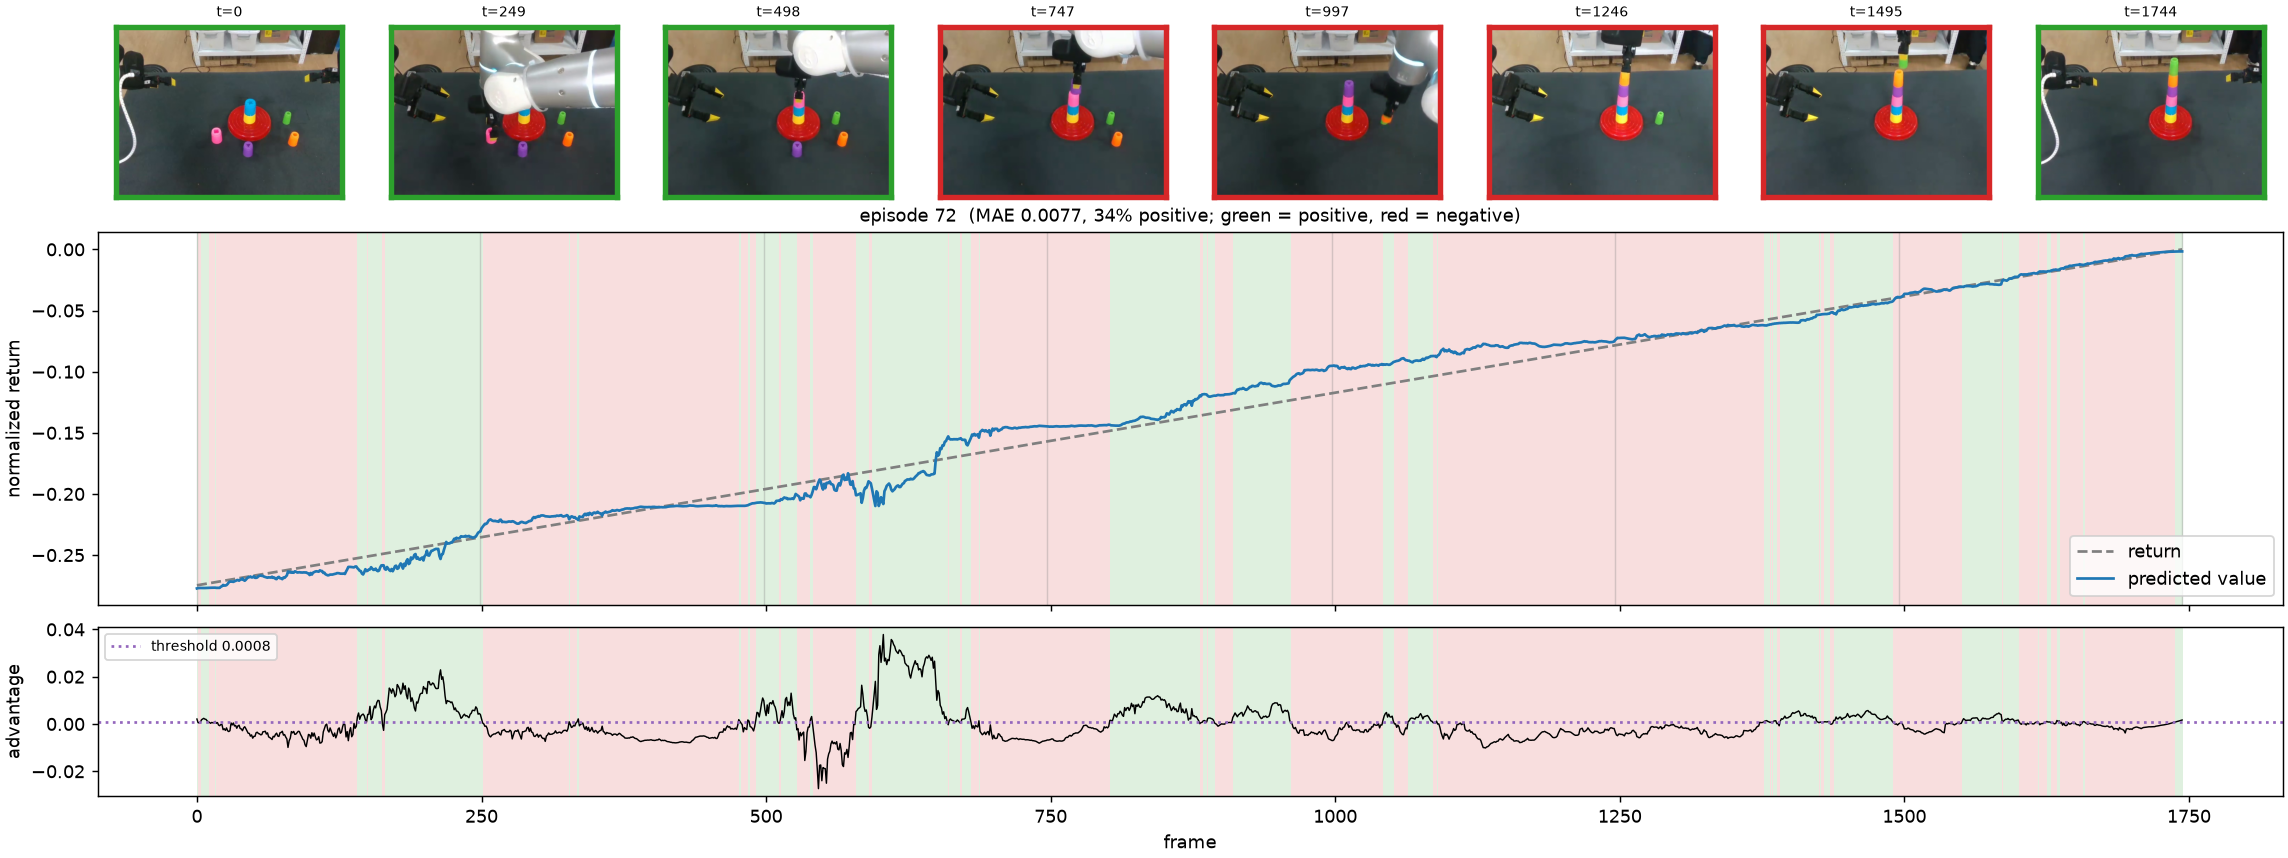 t=0
t=249
t=498
t=747
t=997
t=1246
t=1495
t=1744
episode 72  (MAE 0.0077, 34% positive; green = positive, red = negative)
normalized return
0.00
−0.05
−0.10
−0.15
−0.20
−0.25
return
predicted value
advantage
0.04
0.02
0.00
−0.02
threshold 0.0008
0
250
500
750
1000
1250
1500
1750
frame